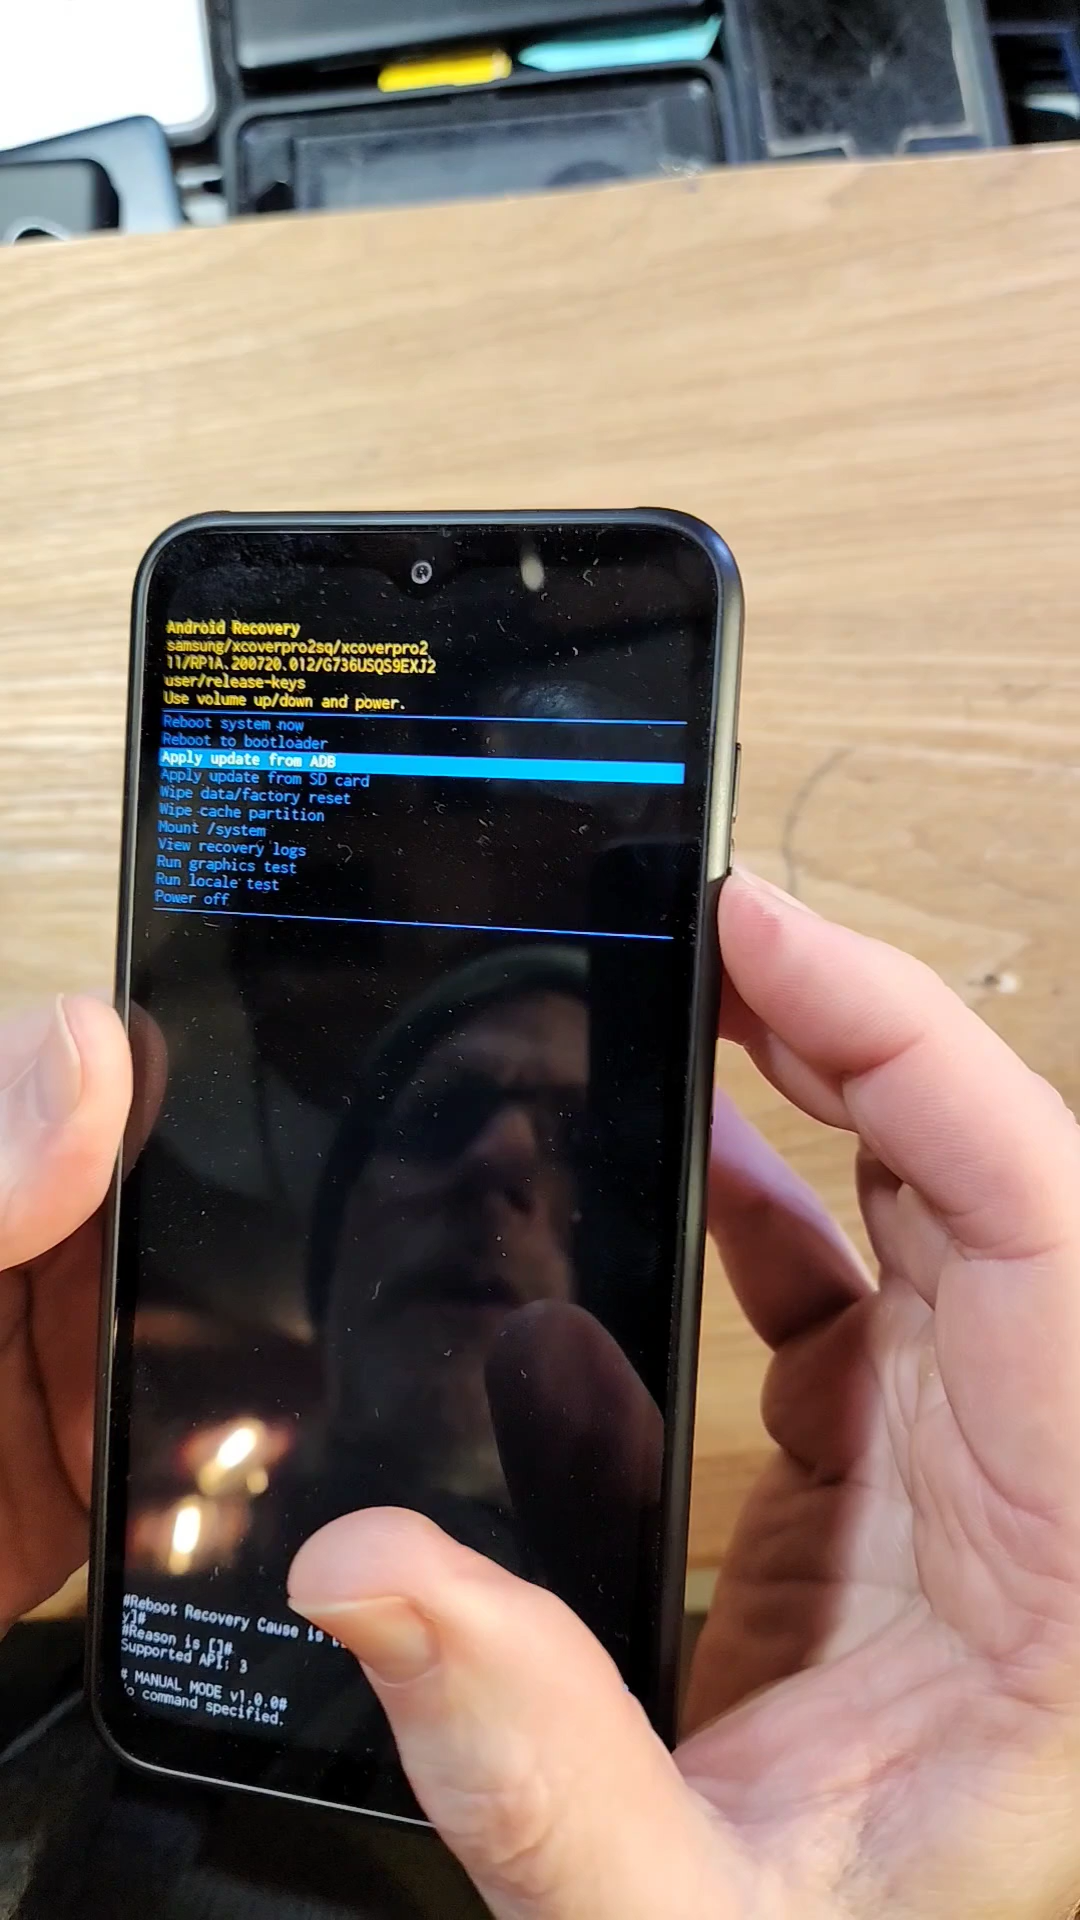 Android Recovery
samsung/xcoverpro2sq/xcoverpro2
11/RP1A.200720.012/G736USQS9EXJ2
user/release-keys
Use volume up/down and power.
Reboot system now
Reboot to bootloader
Apply update from ADB
Apply update from SD card
Wipe data/factory reset
Wipe cache partition
Mount /system
View recovery logs
Run graphics test
Run locale test
Power off
#Reboot Recovery Cause is
y]#
#Reason is []#
Supported API: 3
# MANUAL MODE v1.0.0#
command specified.